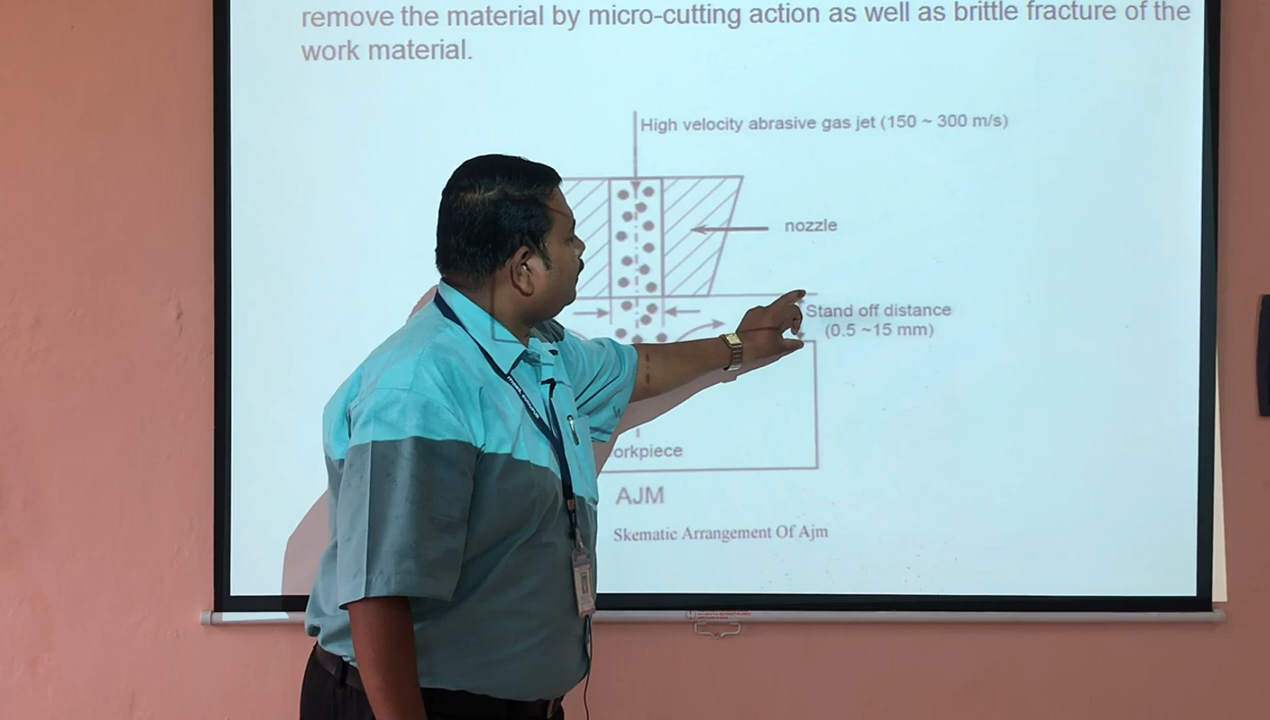 remove the material by micro-cutting action as well as brittle fracture of the
work material.
High velocity abrasive gas jet (150 ~ 300 m/s)
nozzle
Stand off distance
(0.5 ~15 mm)
orkpiece
AJM
Skematic Arrangement Of Ajm